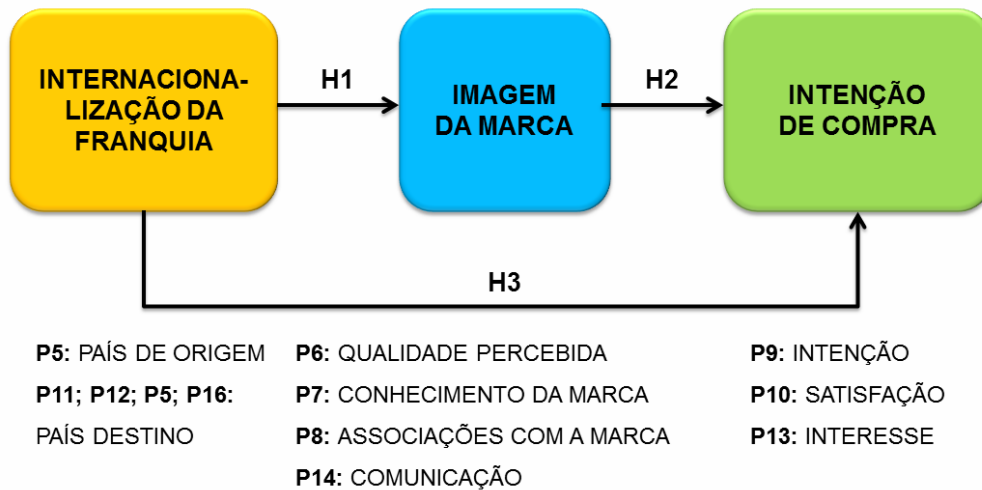 INTERNACIONA-
LIZAÇÃO DA
FRANQUIA
H1
IMAGEM
DA MARCA
H2
INTENÇÃO
DE COMPRA
H3
P5: PAÍS DE ORIGEM
P11; P12; P5; P16:
PAÍS DESTINO
P6: QUALIDADE PERCEBIDA
P7: CONHECIMENTO DA MARCA
P8: ASSOCIAÇÕES COM A MARCA
P14: COMUNICAÇÃO
P9: INTENÇÃO
P10: SATISFAÇÃO
P13: INTERESSE